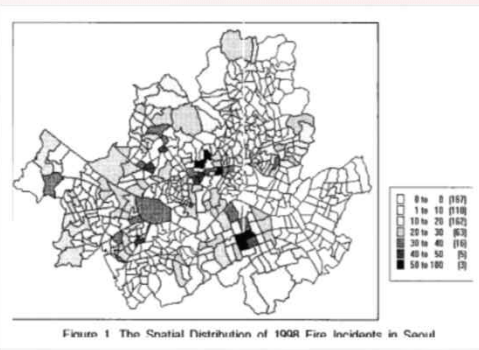 0 to 0 (167)
1 to 10 (110)
10 to 20 (162)
20 to 30 (63)
30 to 40 (16)
40 to 50 (5)
50 to 100 (3)
Figure 1 The Spatial Distribution of 1998 Fire Incidents in Seoul